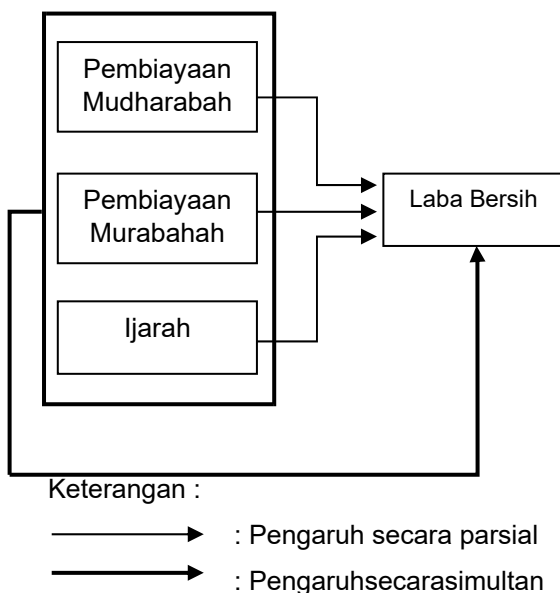 Pembiayaan
Mudharabah
Pembiayaan
Murabahah
Ijarah
Laba Bersih
Keterangan :
: Pengaruh secara parsial
: Pengaruhsecarasimultan